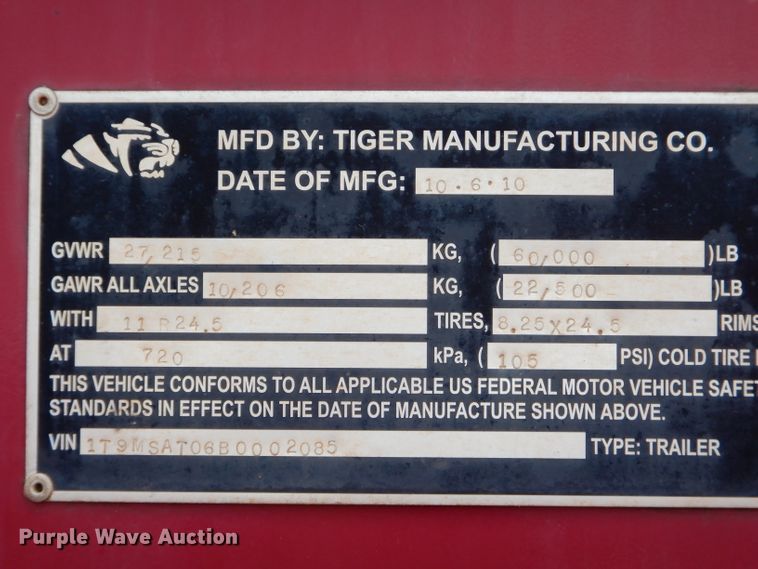 MFD BY: TIGER MANUFACTURING CO.
DATE OF MFG: 10.6.10
GVWR 27,215 KG, ( 60,000 )LB
GAWR ALL AXLES 10,206 KG, ( 22,500 )LB
WITH 11R24.5 TIRES, 8.25X24.5 RIMS
AT 720 kPa, ( 105 PSI) COLD TIRE
THIS VEHICLE CONFORMS TO ALL APPLICABLE US FEDERAL MOTOR VEHICLE SAFET
STANDARDS IN EFFECT ON THE DATE OF MANUFACTURE SHOWN ABOVE.
VIN 1T9MSAT06B0002085 TYPE: TRAILER
Purple Wave Auction